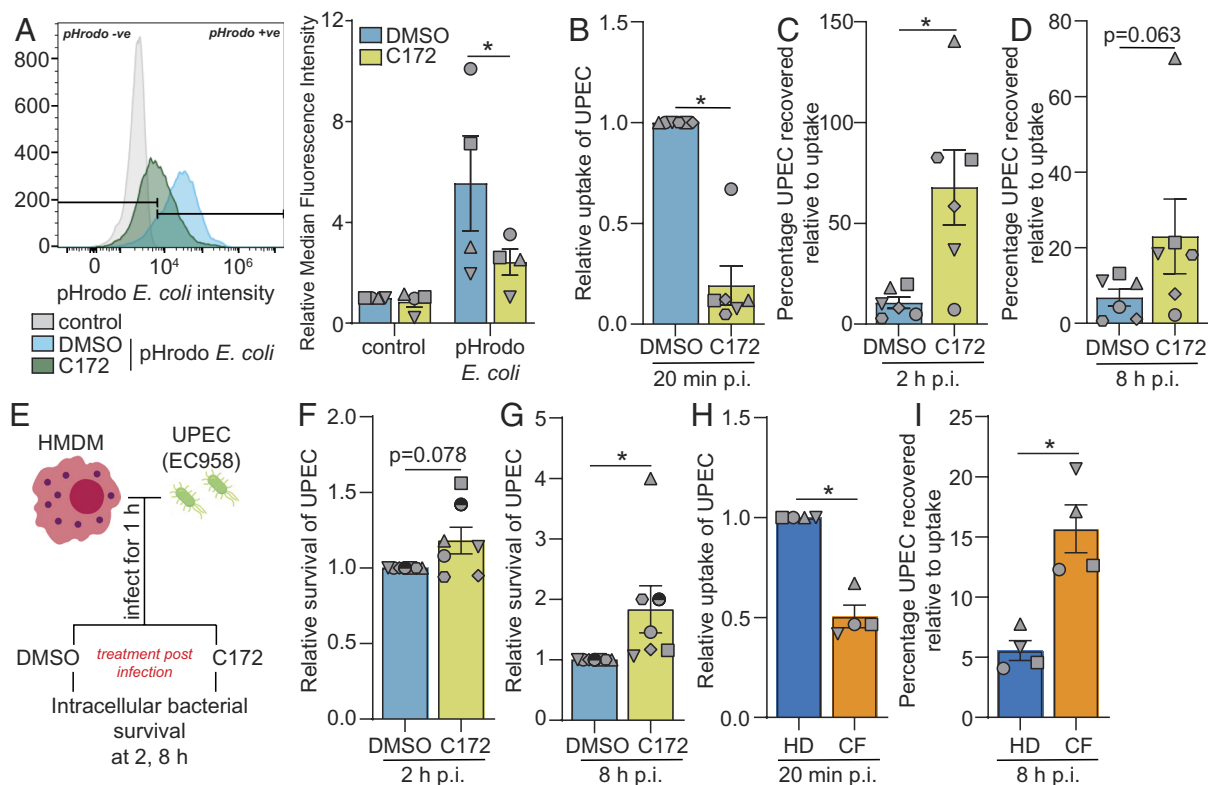 A
pHrodo -ve
pHrodo +ve
800
600
400
200
0
0
10⁴
10⁶
pHrodo E. coli intensity
control
DMSO
C172
pHrodo E. coli
Relative Median Fluorescence Intensity
12
8
4
0
DMSO
C172
*
control
pHrodo
E. coli
B
Relative uptake of UPEC
1.0
0.5
0.0
*
DMSO C172
20 min p.i.
C
Percentage UPEC recovered
relative to uptake
150
100
50
0
*
DMSO C172
2 h p.i.
D
Percentage UPEC recovered
relative to uptake
80
60
40
20
0
p=0.063
DMSO C172
8 h p.i.
E
HMDM
UPEC
(EC958)
infect for 1 h
DMSO
C172
treatment post
infection
Intracellular bacterial
survival
at 2, 8 h
F
Relative survival of UPEC
2.0
1.5
1.0
0.5
0.0
p=0.078
DMSO C172
2 h p.i.
G
Relative survival of UPEC
5
4
3
2
1
0
*
DMSO C172
8 h p.i.
H
Relative uptake of UPEC
1.5
1.0
0.5
0.0
*
HD CF
20 min p.i.
I
Percentage UPEC recovered
relative to uptake
25
20
15
10
5
0
*
HD CF
8 h p.i.